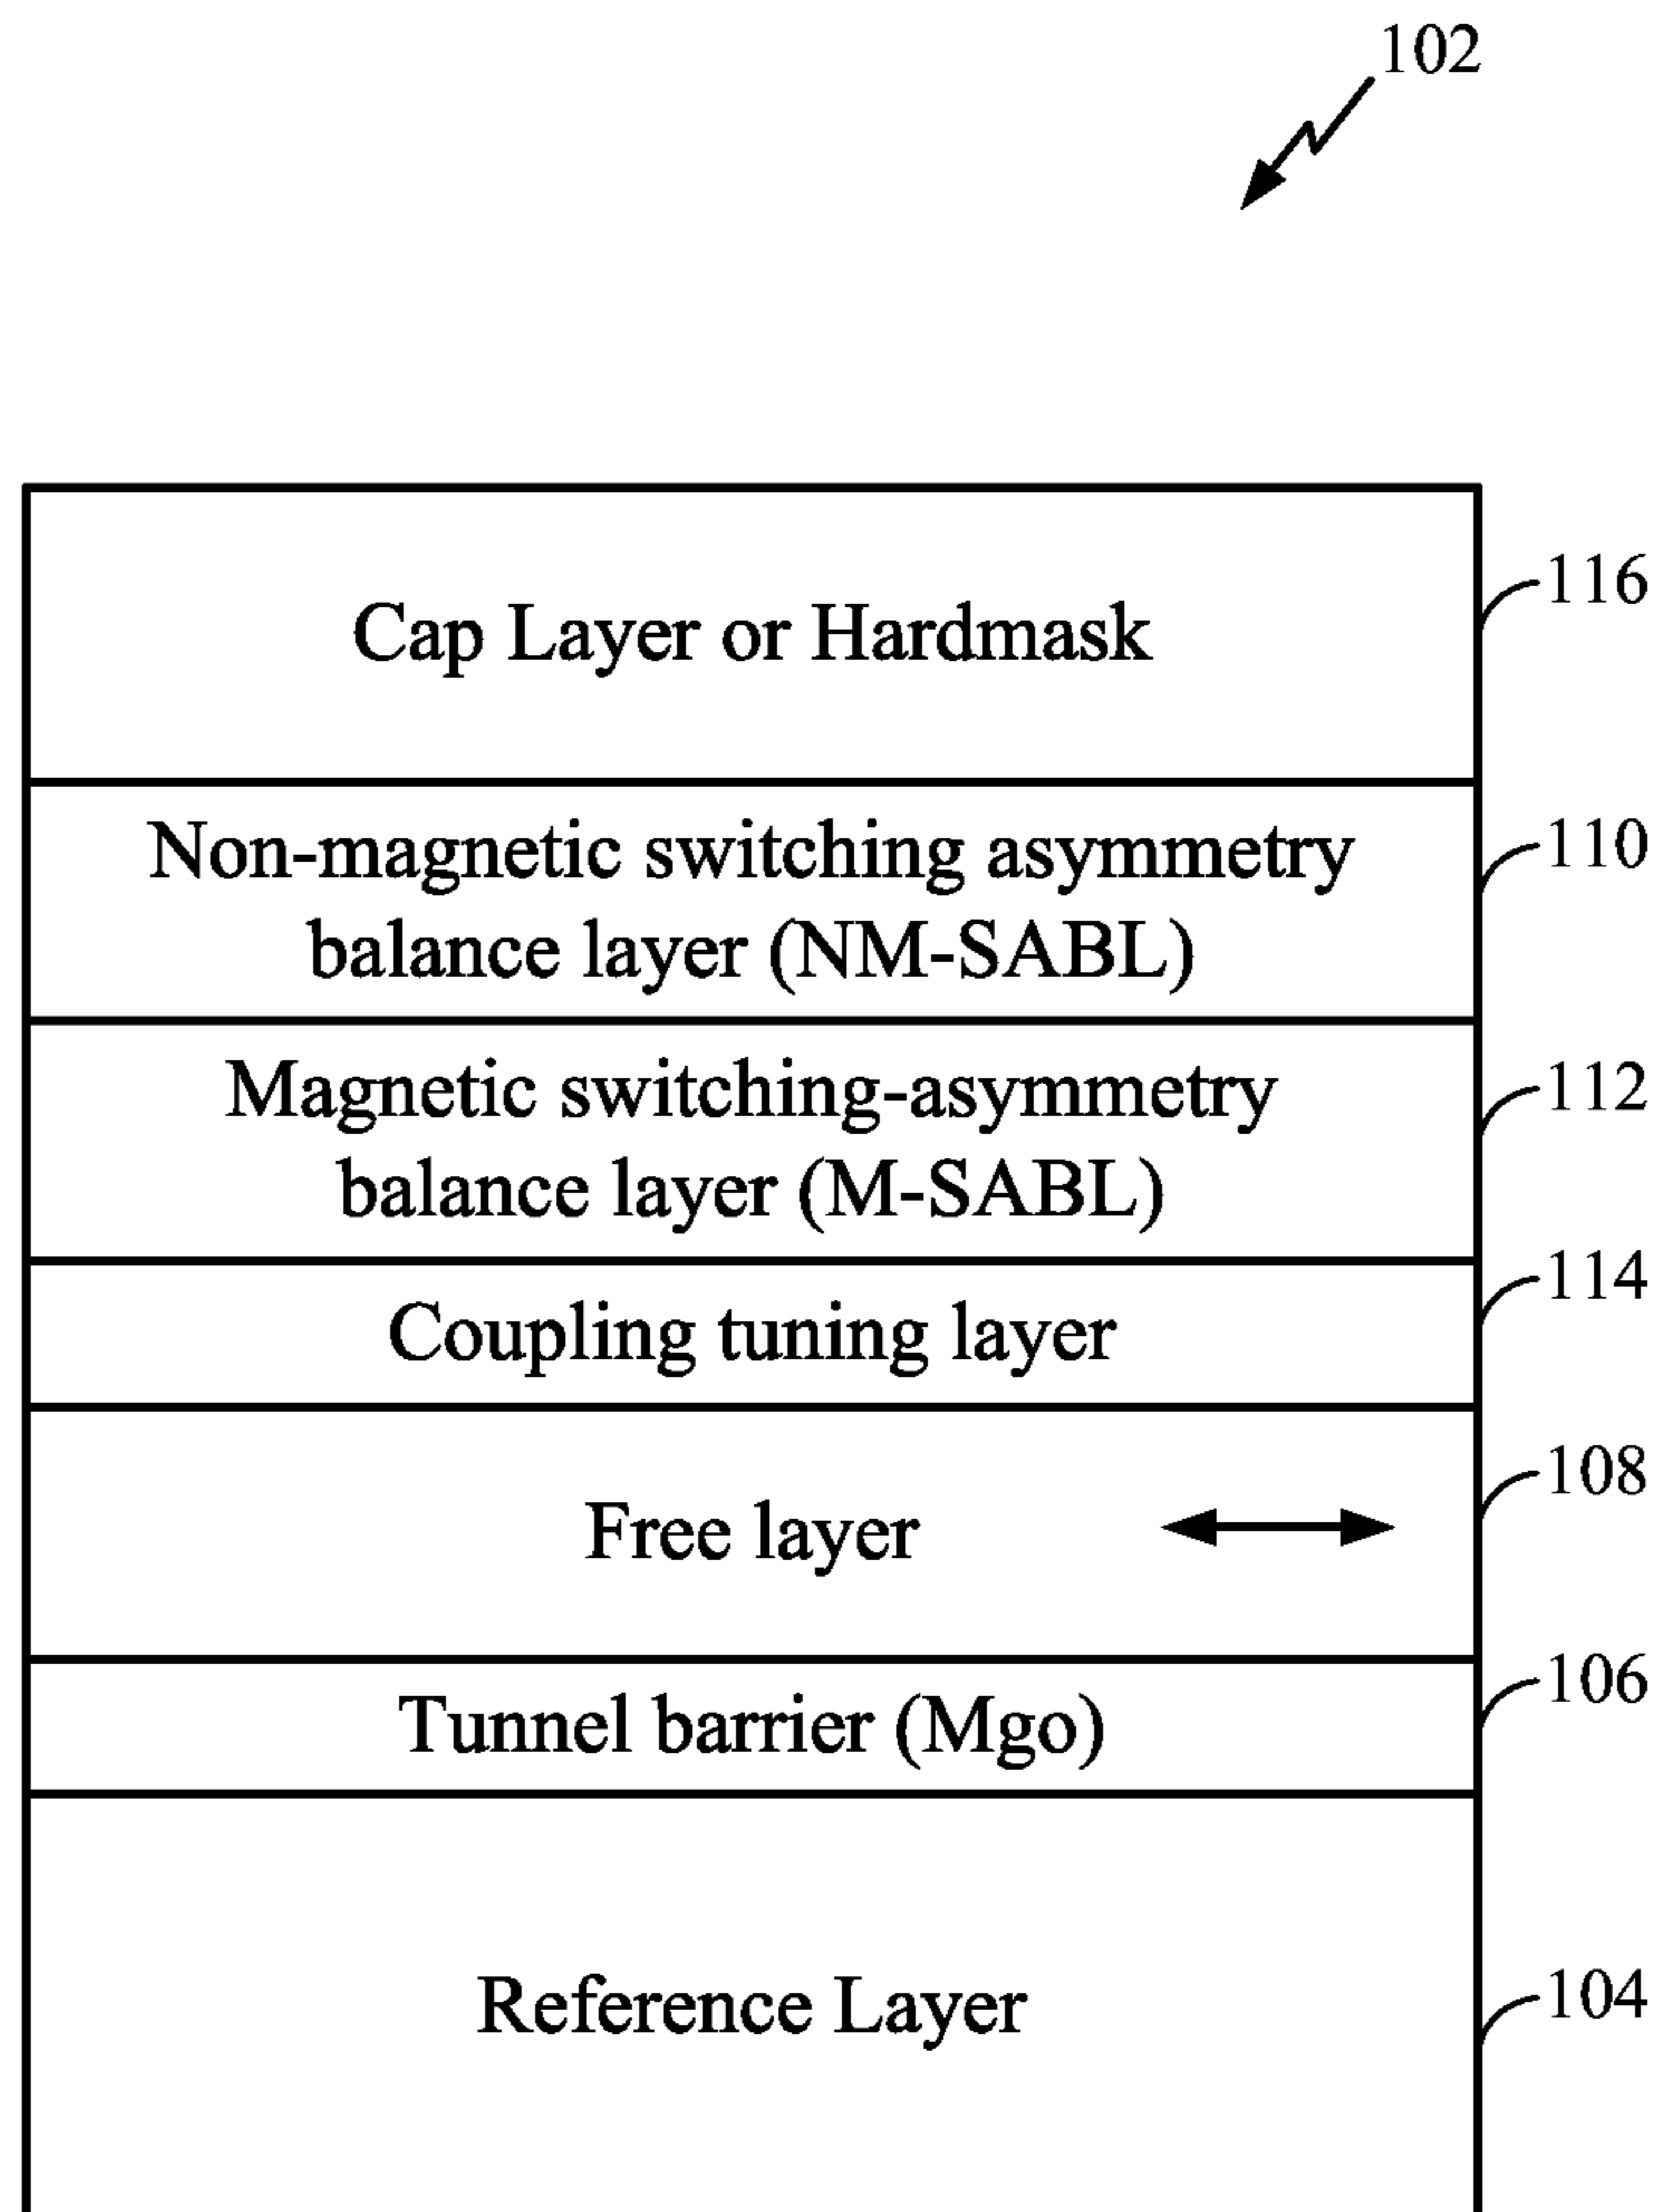 102
Cap Layer or Hardmask
116
Non-magnetic switching asymmetry
balance layer (NM-SABL)
110
Magnetic switching-asymmetry
balance layer (M-SABL)
112
Coupling tuning layer
114
Free layer
108
Tunnel barrier (Mgo)
106
Reference Layer
104